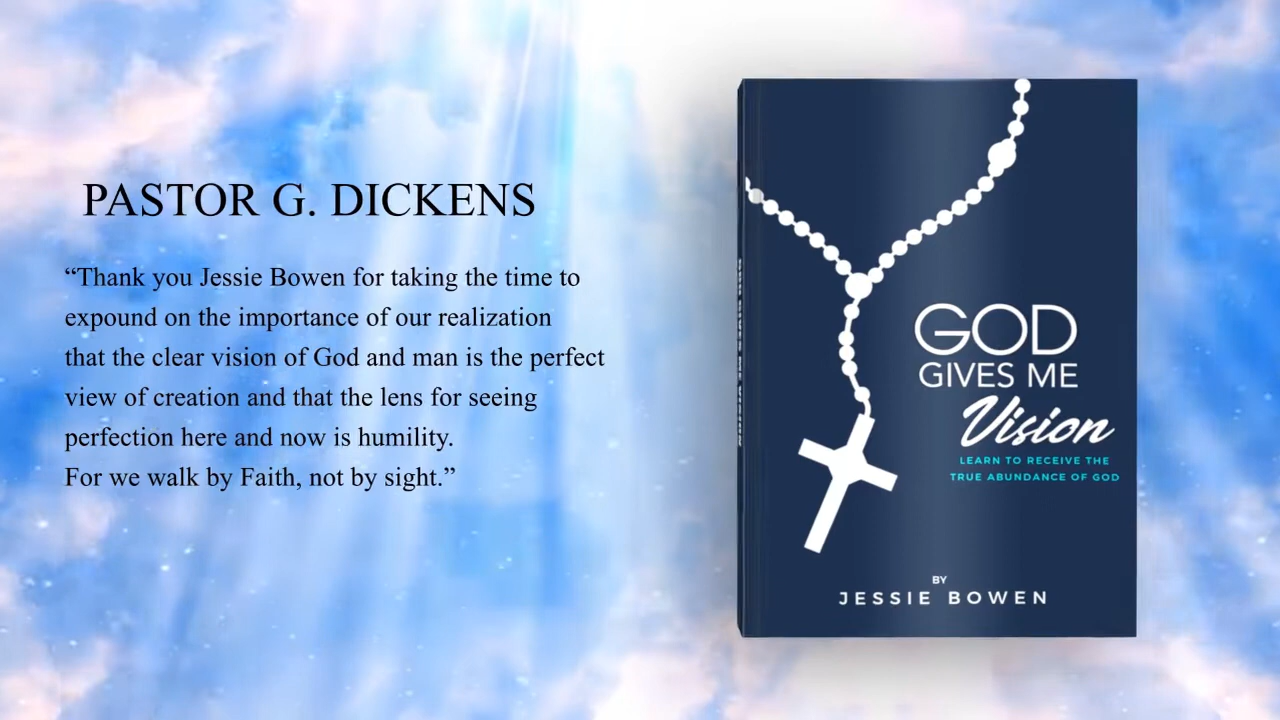 PASTOR G. DICKENS
“Thank you Jessie Bowen for taking the time to
expound on the importance of our realization
that the clear vision of God and man is the perfect
view of creation and that the lens for seeing
perfection here and now is humility.
For we walk by Faith, not by sight.”
GOD
GIVES ME
Vision
LEARN TO RECEIVE THE
TRUE ABUNDANCE OF GOD
BY
JESSIE BOWEN